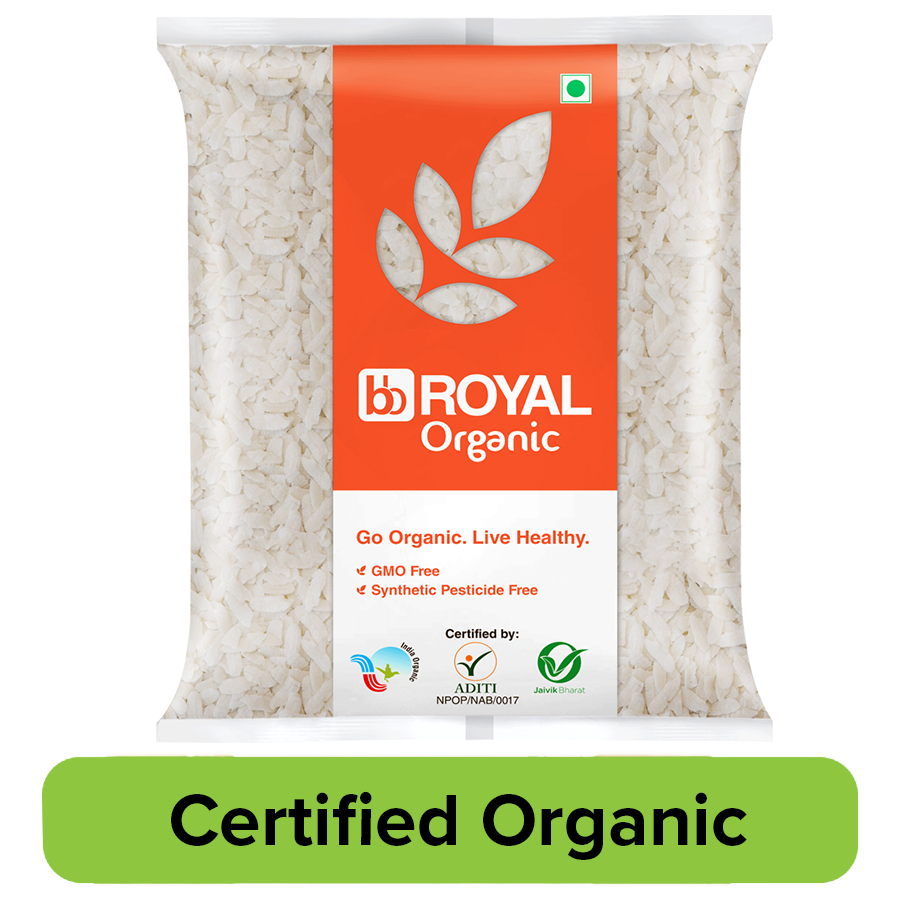 bb ROYAL
Organic
Go Organic. Live Healthy.
GMO Free
Synthetic Pesticide Free
Certified by:
India Organic
ADITI
NPOP/NAB/0017
Jaivik Bharat
Certified Organic